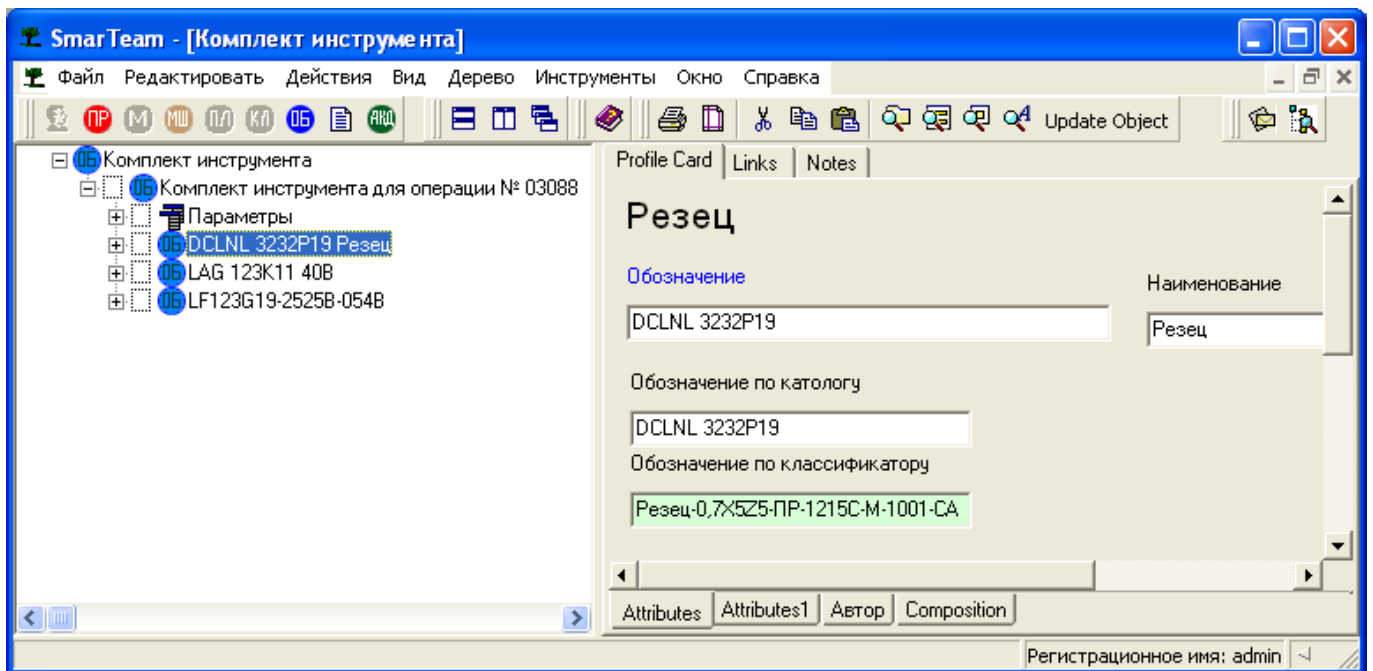 SmarTeam - [Комплект инструмента]
Файл Редактировать Действия Вид Дерево Инструменты Окно Справка
ПР М МШ ПЛ КЛ ОБ АКД Update Object
ОБ Комплект инструмента
ОБ Комплект инструмента для операции № 03088
Параметры
ОБ DCLNL 3232P19 Резец
ОБ LAG 123K11 40B
ОБ LF123G19-2525B-054B
Profile Card Links Notes
Резец
Обозначение
Наименование
DCLNL 3232P19
Резец
Обозначение по катологу
DCLNL 3232P19
Обозначение по классификатору
Резец-0,7X5Z5-ПР-1215С-М-1001-СА
Attributes Attributes1 Автор Composition
Регистрационное имя: admin